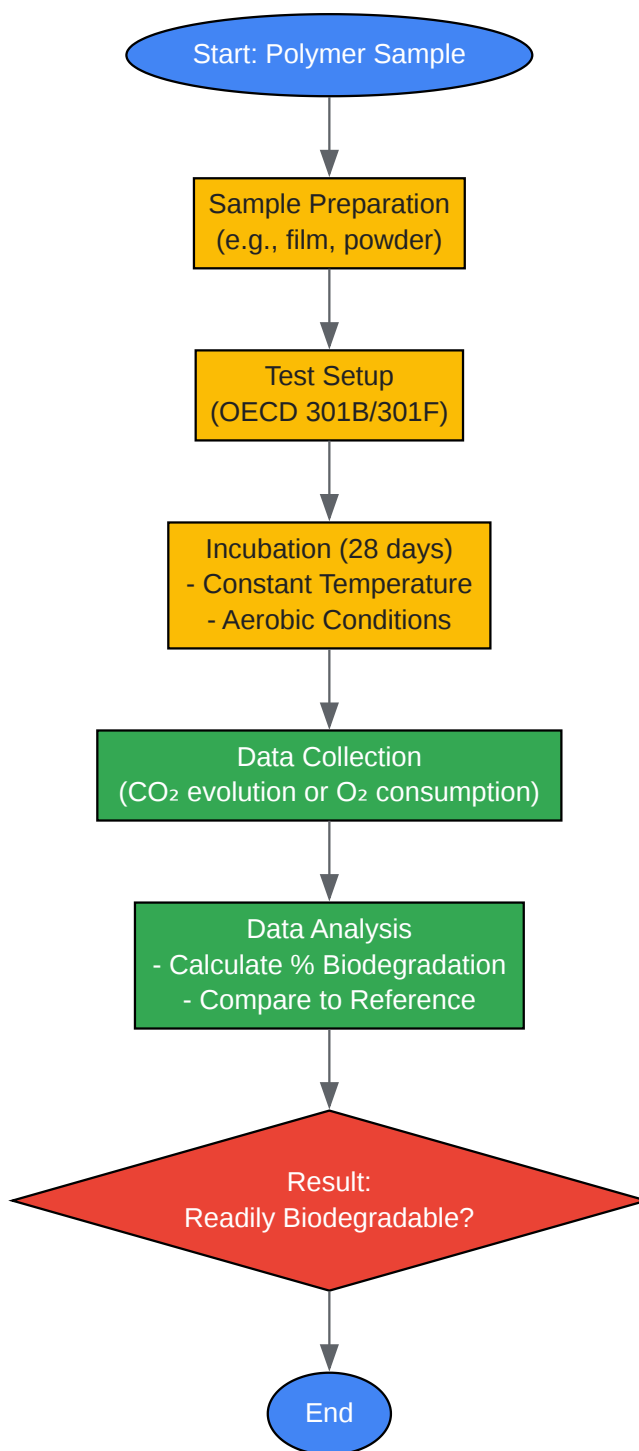 Start: Polymer Sample
Sample Preparation
(e.g., film, powder)
Test Setup
(OECD 301B/301F)
Incubation (28 days)
- Constant Temperature
- Aerobic Conditions
Data Collection
(CO₂ evolution or O₂ consumption)
Data Analysis
- Calculate % Biodegradation
- Compare to Reference
Result:
Readily Biodegradable?
End